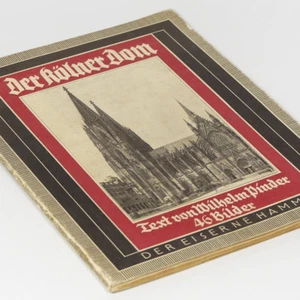 Der Kölner Dom
Text von Wilhelm Pinder
46 Bilder
DER EISERNE HAMM